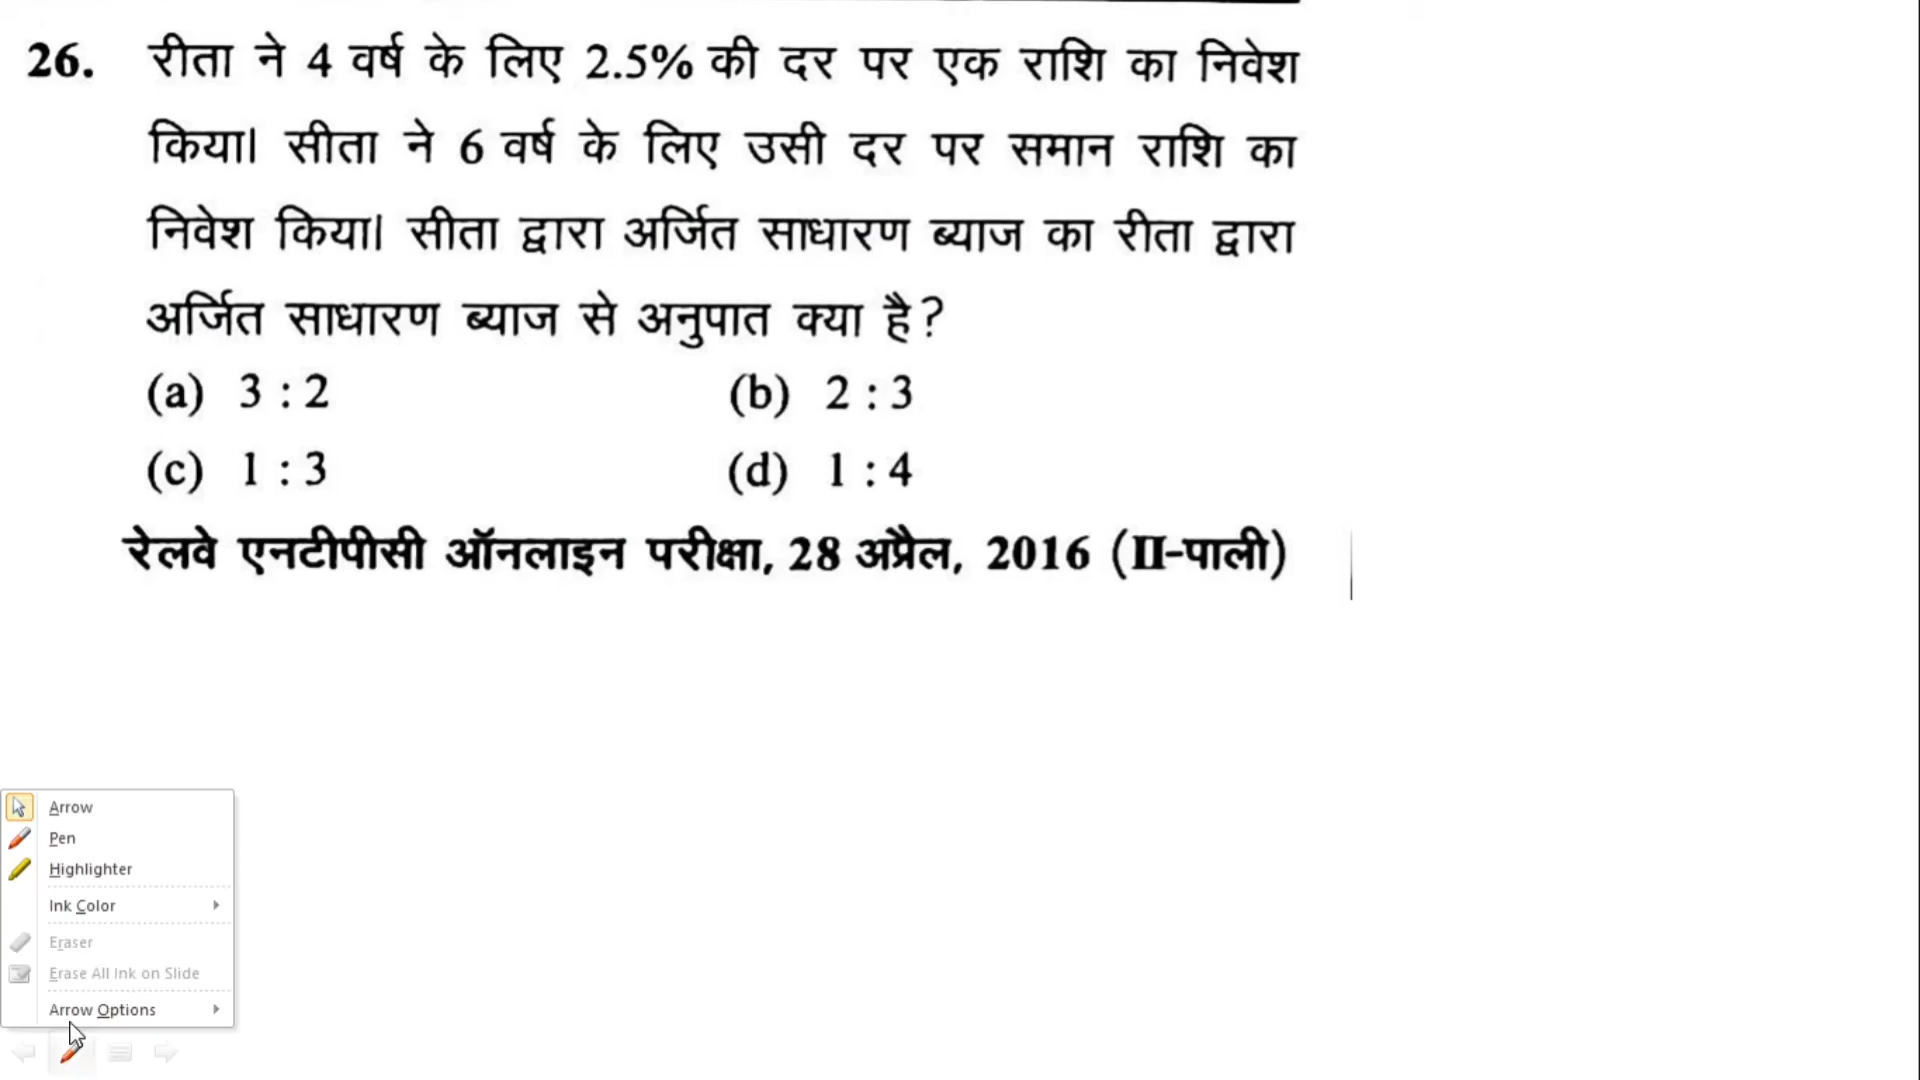 26. रीता ने 4 वर्ष के लिए 2.5% की दर पर एक राशि का निवेश
किया। सीता ने 6 वर्ष के लिए उसी दर पर समान राशि का
निवेश किया। सीता द्वारा अर्जित साधारण ब्याज का रीता द्वारा
अर्जित साधारण ब्याज से अनुपात क्या है?
(a) 3 : 2 (b) 2 : 3
(c) 1 : 3 (d) 1 : 4
रेलवे एनटीपीसी ऑनलाइन परीक्षा, 28 अप्रैल, 2016 (II-पाली)
Arrow
Pen
Highlighter
Ink Color
Eraser
Erase All Ink on Slide
Arrow Options